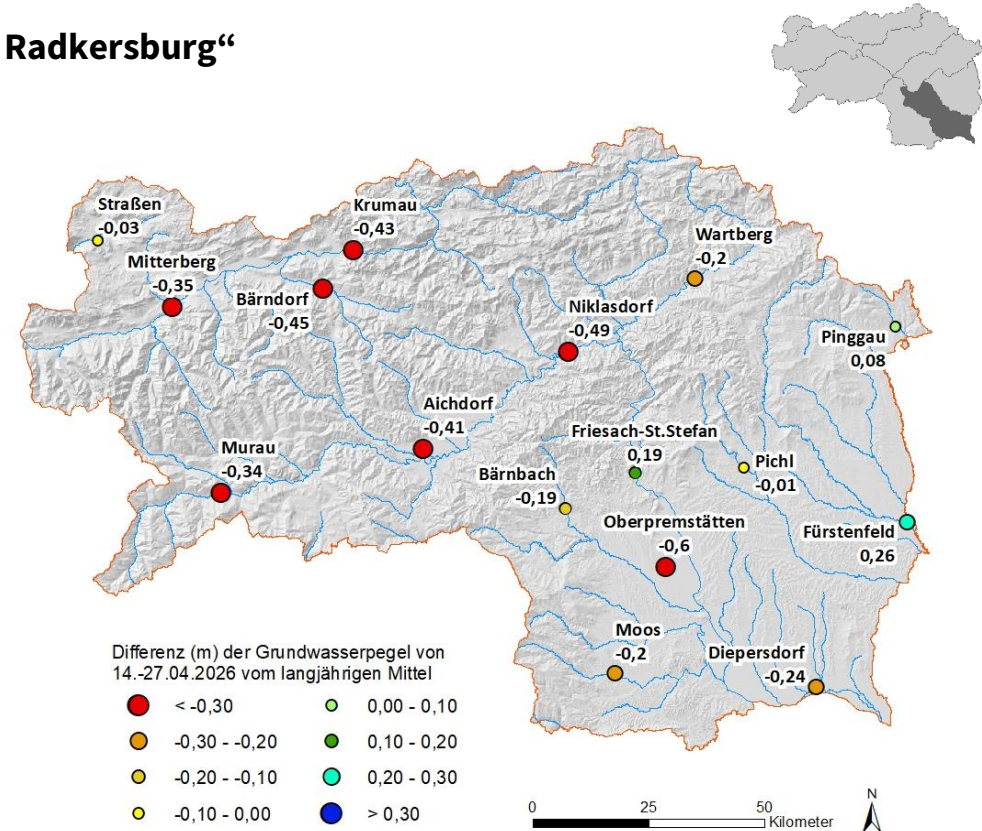 Radkersburg“
Straßen
-0,03
Krumau
-0,43
Wartberg
-0,2
Mitterberg
-0,35
Bärndorf
-0,45
Niklasdorf
-0,49
Pinggau
0,08
Aichdorf
-0,41
Friesach-St.Stefan
0,19
Murau
-0,34
Bärnbach
-0,19
Pichl
-0,01
Oberpremstätten
-0,6
Fürstenfeld
0,26
Moos
-0,2
Diepersdorf
-0,24
Differenz (m) der Grundwasserpegel von
14.-27.04.2026 vom langjährigen Mittel
< -0,30
-0,30 - -0,20
-0,20 - -0,10
-0,10 - 0,00
0,00 - 0,10
0,10 - 0,20
0,20 - 0,30
> 0,30
0 25 50
Kilometer
N